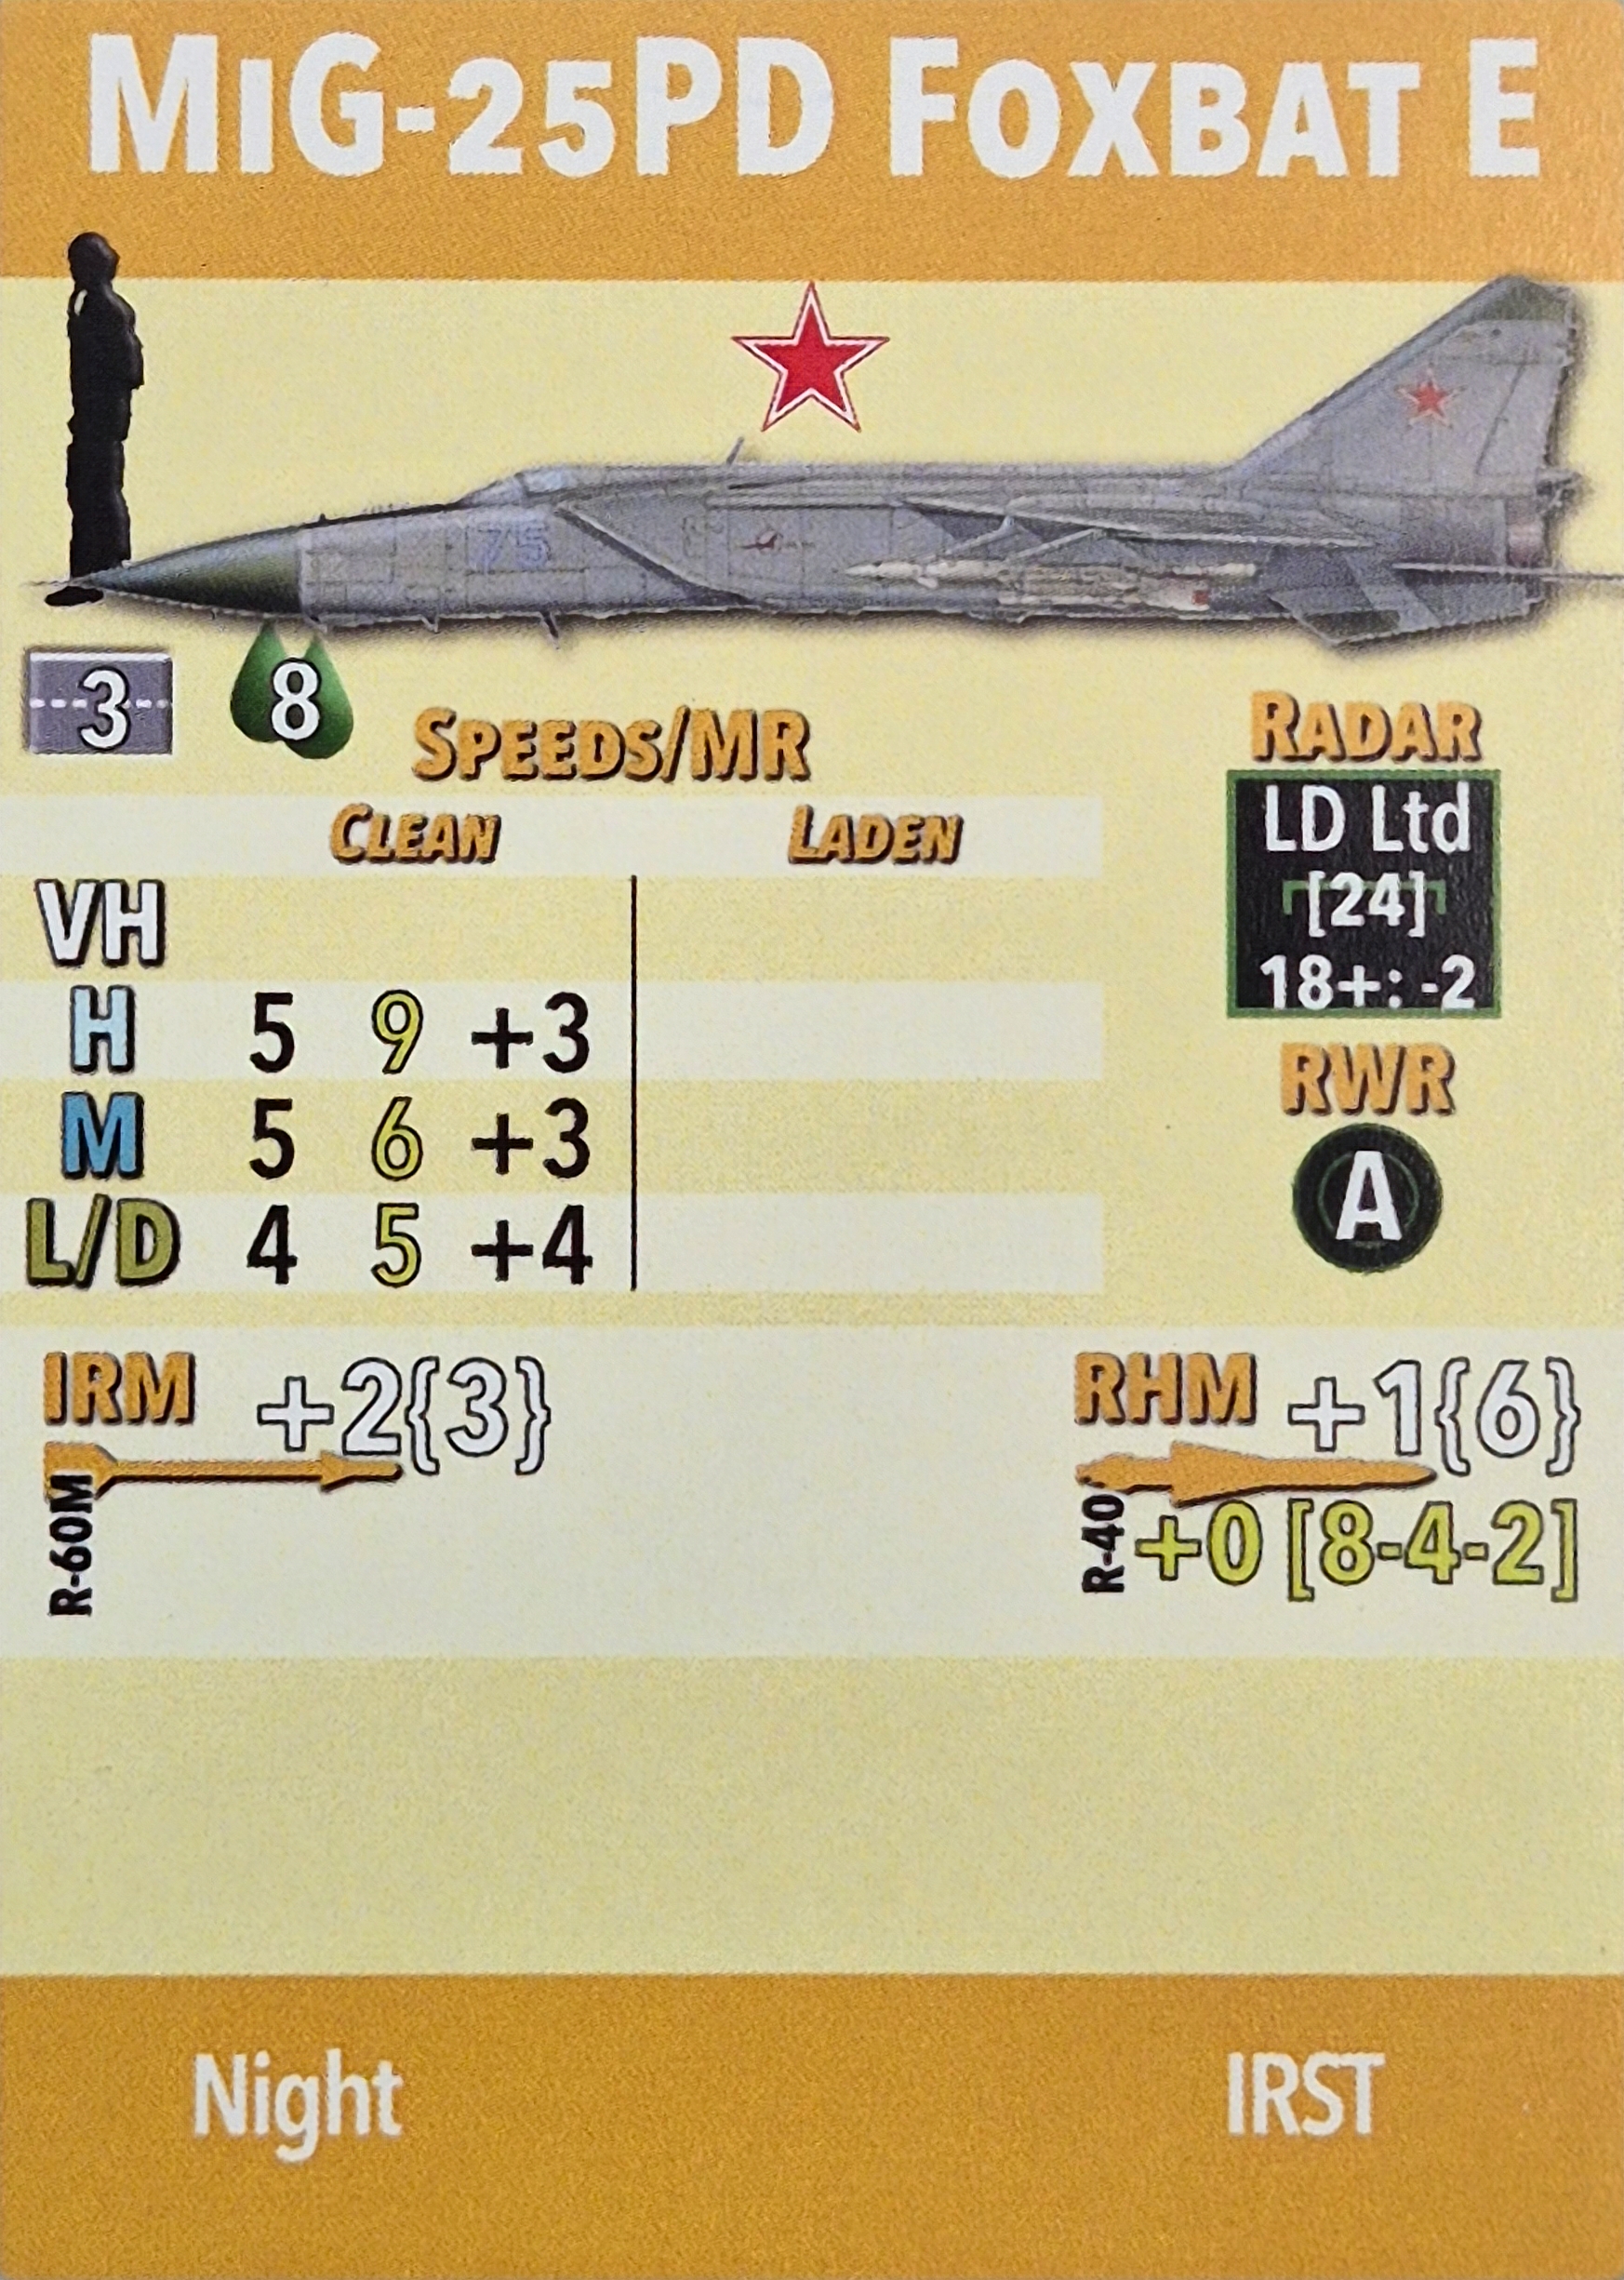 MiG-25PD Foxbat E
75
3 8
Speeds/MR
Radar
Clean Laden
LD Ltd
[24]
18+: -2
VH
H 5 9 +3
M 5 6 +3
L/D 4 5 +4
RWR
A
IRM +2{3}
R-60M
RHM +1{6}
R-40 +0 [8-4-2]
Night IRST